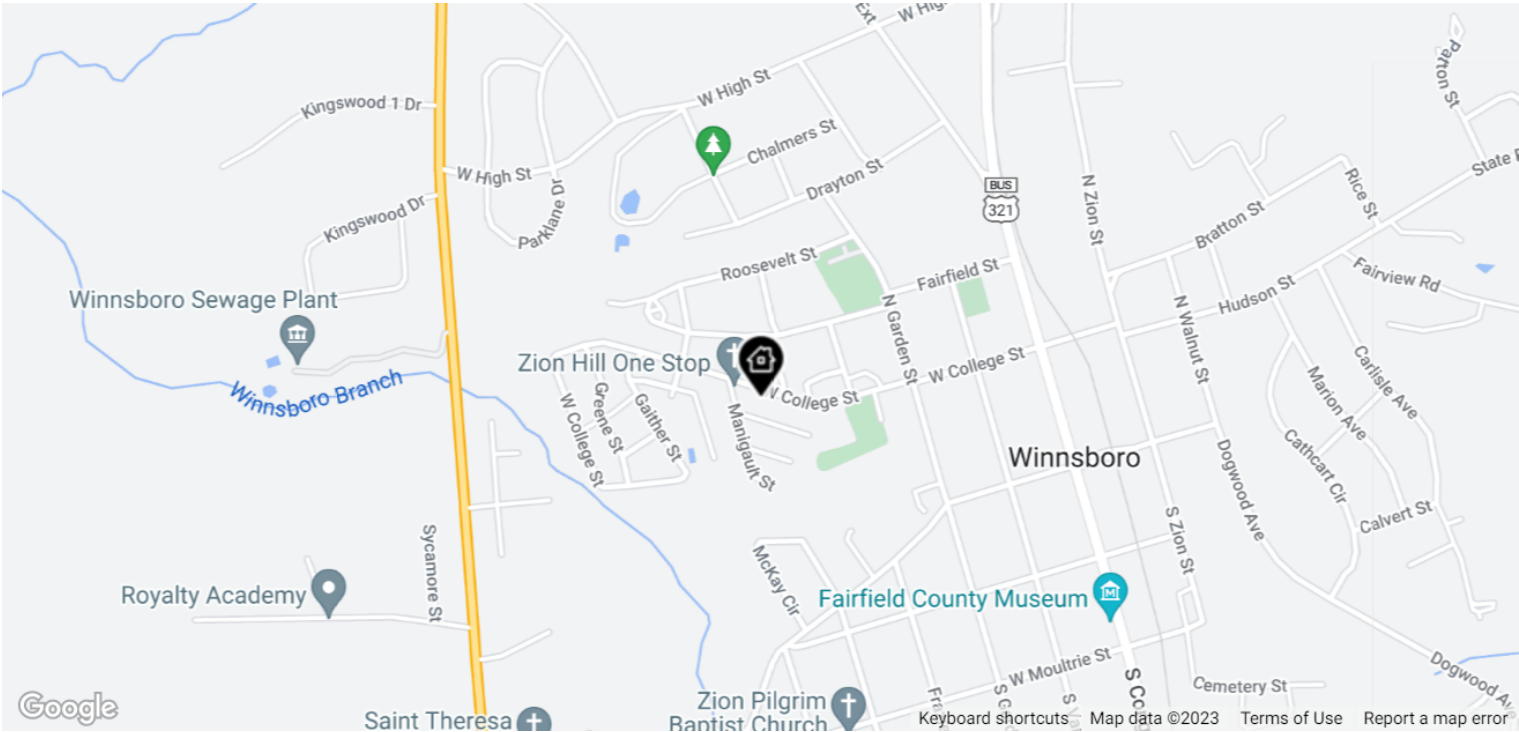 Ext
W High
W High St
Kingswood 1 Dr
Chalmers St
Parton St
W High St
Drayton St
State
Rice St
BUS
321
N Zion St
Kingswood Dr
Parklane Dr
Bratton St
Roosevelt St
Fairfield St
Fairview Rd
Hudson St
Winnsboro Sewage Plant
N Garden St
N Walnut St
Zion Hill One Stop
W College St
Carlisle Ave
Marion Ave
Winnsboro Branch
W College St
Greene St
Gaither St
W College St
Manigault St
Winnsboro
Cathcart Cir
Dogwood Ave
Calvert St
S Zion St
Sycamore St
McKay Cir
Royalty Academy
Fairfield County Museum
W Moultrie St
Dogwood Ave
Cemetery St
Google
Saint Theresa
Zion Pilgrim
Baptist Church
Keyboard shortcuts
Map data ©2023
Terms of Use
Report a map error